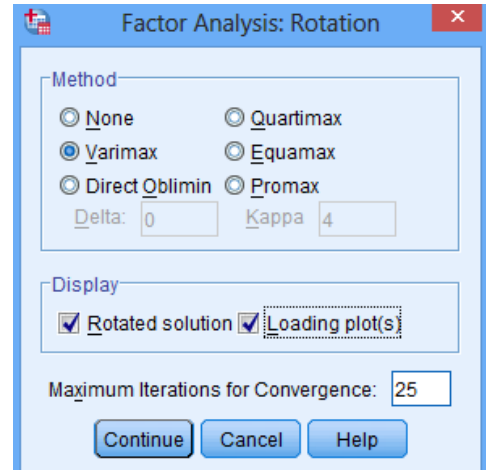 Factor Analysis: Rotation
Method
None Quartimax
Varimax Equamax
Direct Oblimin Promax
Delta: 0 Kappa 4
Display
Rotated solution Loading plot(s)
Maximum Iterations for Convergence: 25
Continue Cancel Help